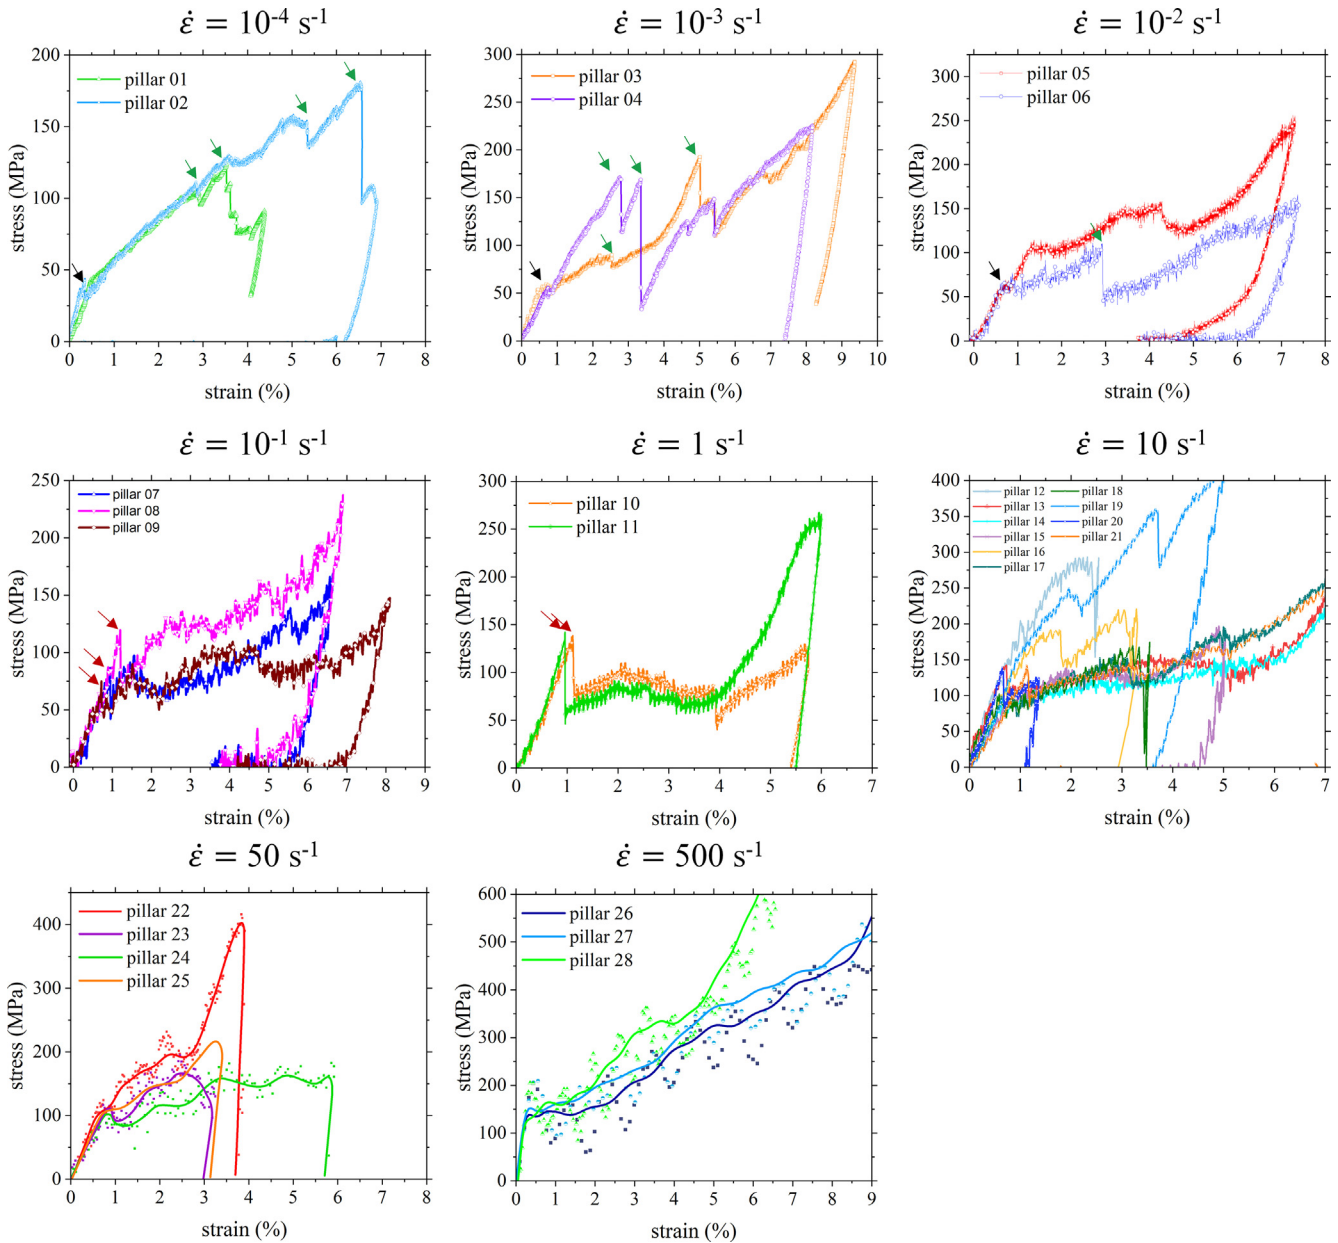 ε̇ = 10⁻⁴ s⁻¹
200
150
100
50
0
0 1 2 3 4 5 6 7 8
stress (MPa)
strain (%)
pillar 01
pillar 02
ε̇ = 10⁻³ s⁻¹
300
250
200
150
100
50
0
0 1 2 3 4 5 6 7 8 9 10
stress (MPa)
strain (%)
pillar 03
pillar 04
ε̇ = 10⁻² s⁻¹
300
250
200
150
100
50
0
0 1 2 3 4 5 6 7 8
stress (MPa)
strain (%)
pillar 05
pillar 06
ε̇ = 10⁻¹ s⁻¹
250
200
150
100
50
0
0 1 2 3 4 5 6 7 8 9
stress (MPa)
strain (%)
pillar 07
pillar 08
pillar 09
ε̇ = 1 s⁻¹
300
250
200
150
100
50
0
0 1 2 3 4 5 6 7
stress (MPa)
strain (%)
pillar 10
pillar 11
ε̇ = 10 s⁻¹
400
350
300
250
200
150
100
50
0
0 1 2 3 4 5 6 7
stress (MPa)
strain (%)
pillar 12 pillar 18
pillar 13 pillar 19
pillar 14 pillar 20
pillar 15 pillar 21
pillar 16
pillar 17
ε̇ = 50 s⁻¹
400
300
200
100
0
0 1 2 3 4 5 6 7 8
stress (MPa)
strain (%)
pillar 22
pillar 23
pillar 24
pillar 25
ε̇ = 500 s⁻¹
600
500
400
300
200
100
0
0 1 2 3 4 5 6 7 8 9
stress (MPa)
strain (%)
pillar 26
pillar 27
pillar 28